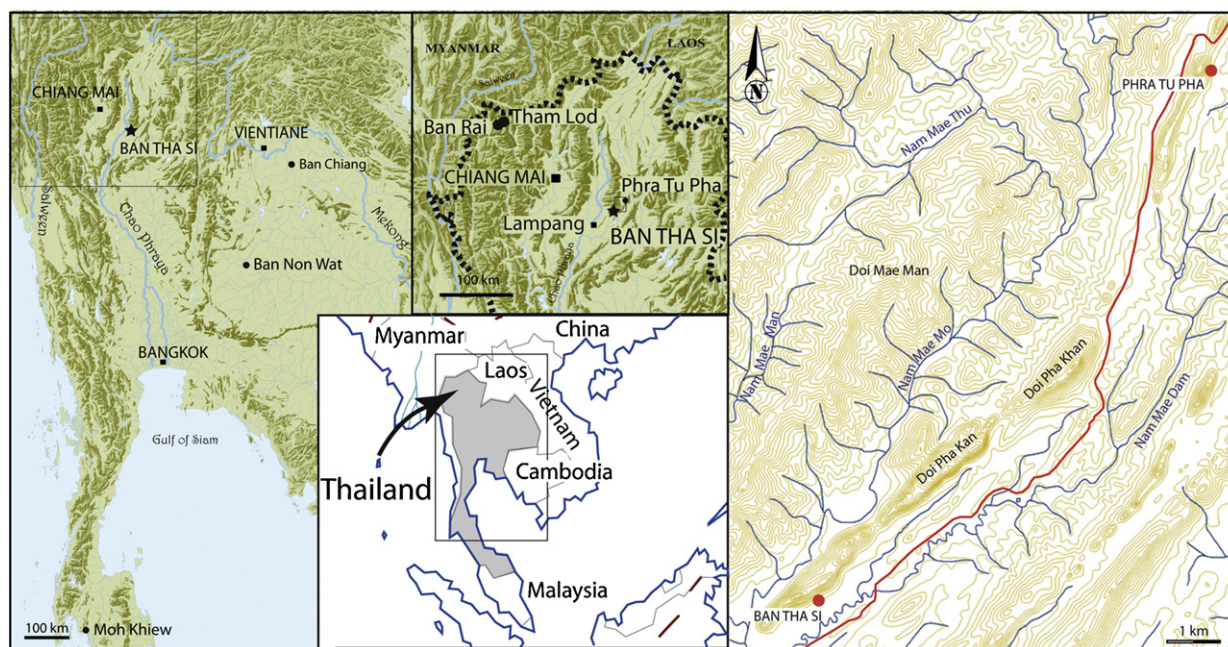 CHIANG MAI
BAN THA SI
VIENTIANE
Ban Chiang
Salween
Chao Phraya
Mekong
Ban Non Wat
BANGKOK
Gulf of Siam
100 km
Moh Khiew
MYANMAR
LAOS
Salween
Tham Lod
Ban Rai
CHIANG MAI
Phra Tu Pha
Lampang
BAN THA SI
100 km
Chao Phraya
Myanmar
China
Laos
Vietnam
Thailand
Cambodia
Malaysia
N
PHRA TU PHA
Nam Mae Thu
Doi Mae Man
Nam Mae Man
Nam Mae Mo
Doi Pha Khan
Nam Mae Dam
Doi Pha Kan
BAN THA SI
1 km